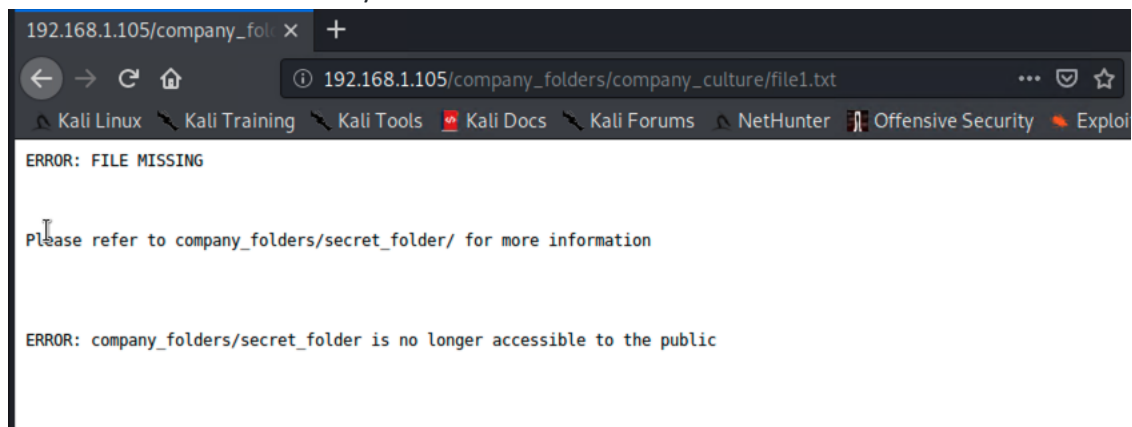 192.168.1.105/company_fol
192.168.1.105/company_folders/company_culture/file1.txt
Kali Linux Kali Training Kali Tools Kali Docs Kali Forums NetHunter Offensive Security Exploi
ERROR: FILE MISSING
Please refer to company_folders/secret_folder/ for more information
ERROR: company_folders/secret_folder is no longer accessible to the public